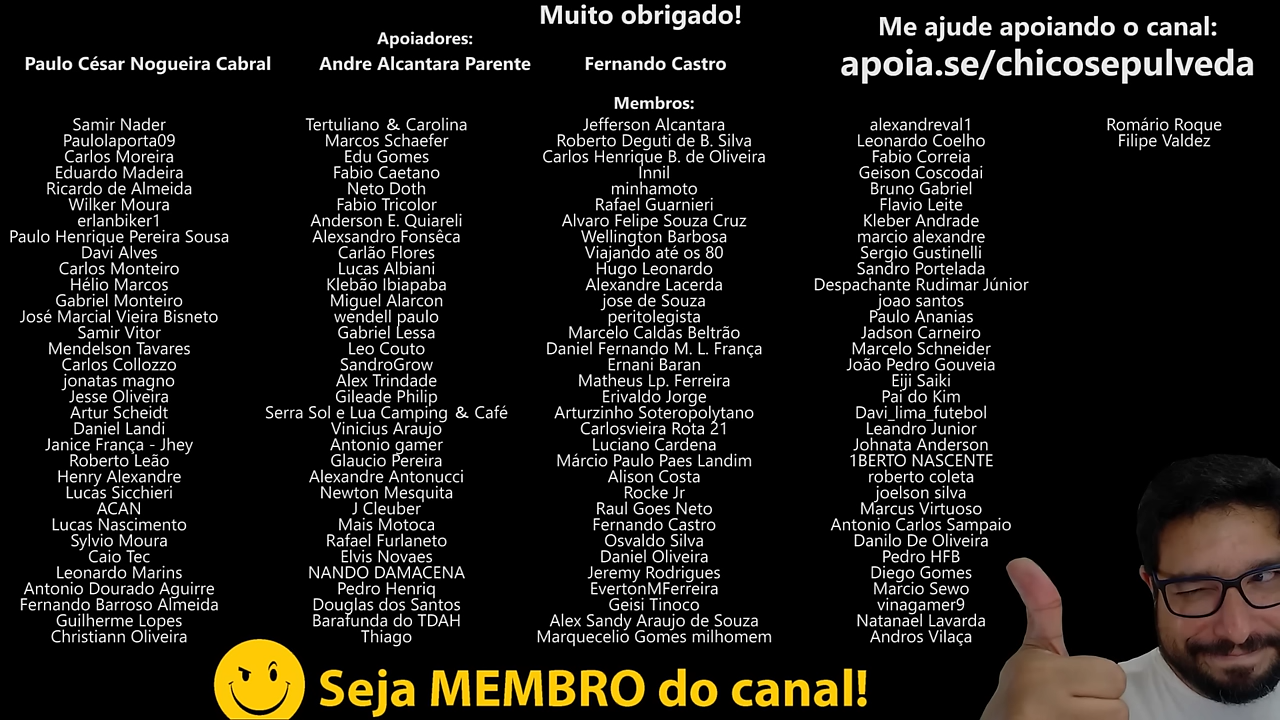 Muito obrigado!
Apoiadores:
Paulo César Nogueira Cabral
Andre Alcantara Parente
Fernando Castro
Me ajude apoiando o canal:
apoia.se/chicosepulveda
Membros:
Samir Nader
Paulolaporta09
Carlos Moreira
Eduardo Madeira
Ricardo de Almeida
Wilker Moura
erlanbiker1
Paulo Henrique Pereira Sousa
Davi Alves
Carlos Monteiro
Hélio Marcos
Gabriel Monteiro
José Marcial Vieira Bisneto
Samir Vitor
Mendelson Tavares
Carlos Collozzo
jonatas magno
Jesse Oliveira
Artur Scheidt
Daniel Landi
Janice França - Jhey
Roberto Leão
Henry Alexandre
Lucas Sicchieri
ACAN
Lucas Nascimento
Sylvio Moura
Caio Tec
Leonardo Marins
Antonio Dourado Aguirre
Fernando Barroso Almeida
Guilherme Lopes
Christiann Oliveira
Tertuliano & Carolina
Marcos Schaefer
Edu Gomes
Fabio Caetano
Neto Doth
Fabio Tricolor
Anderson E. Quiareli
Alexsandro Fonsêca
Carlão Flores
Lucas Albiani
Klebão Ibiapaba
Miguel Alarcon
wendell paulo
Gabriel Lessa
Leo Couto
SandroGrow
Alex Trindade
Gileade Philip
Serra Sol e Lua Camping & Café
Vinicius Araujo
Antonio gamer
Glaucio Pereira
Alexandre Antonucci
Newton Mesquita
J Cleuber
Mais Motoca
Rafael Furlaneto
Elvis Novaes
NANDO DAMACENA
Pedro Henriq
Douglas dos Santos
Barafunda do TDAH
Thiago
Jefferson Alcantara
Roberto Deguti de B. Silva
Carlos Henrique B. de Oliveira
Innil
minhamoto
Rafael Guarnieri
Alvaro Felipe Souza Cruz
Wellington Barbosa
Viajando até os 80
Hugo Leonardo
Alexandre Lacerda
jose de Souza
peritolegista
Marcelo Caldas Beltrão
Daniel Fernando M. L. França
Ernani Baran
Matheus Lp. Ferreira
Erivaldo Jorge
Arturzinho Soteropolytano
Carlosvieira Rota 21
Luciano Cardena
Márcio Paulo Paes Landim
Alison Costa
Rocke Jr
Raul Goes Neto
Fernando Castro
Osvaldo Silva
Daniel Oliveira
Jeremy Rodrigues
EvertonMFerreira
Geisi Tinoco
Alex Sandy Araujo de Souza
Marquecelio Gomes milhomem
alexandreval1
Leonardo Coelho
Fabio Correia
Geison Coscodai
Bruno Gabriel
Flavio Leite
Kleber Andrade
marcio alexandre
Sergio Gustinelli
Sandro Portelada
Despachante Rudimar Júnior
joao santos
Paulo Ananias
Jadson Carneiro
Marcelo Schneider
João Pedro Gouveia
Eiji Saiki
Pai do Kim
Davi_lima_futebol
Leandro Junior
Johnata Anderson
1BERTO NASCENTE
roberto coleta
joelson silva
Marcus Virtuoso
Antonio Carlos Sampaio
Danilo De Oliveira
Pedro HFB
Diego Gomes
Marcio Sewo
vinagamer9
Natanael Lavarda
Andros Vilaça
Romário Roque
Filipe Valdez
Seja MEMBRO do canal!